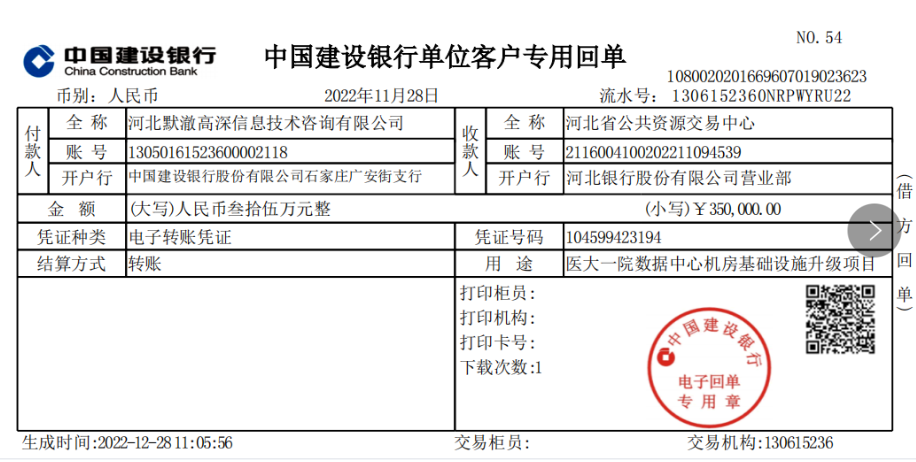 NO.54
中国建设银行
China Construction Bank
中国建设银行单位客户专用回单
1080020201669607019023623
币别：人民币 2022年11月28日 流水号：1306152360NRPWYRU22
付款人 全称 河北默澈高深信息技术咨询有限公司 收款人 全称 河北省公共资源交易中心
账号 13050161523600002118 账号 2116004100202211094539
开户行 中国建设银行股份有限公司石家庄广安街支行 开户行 河北银行股份有限公司营业部
金额 (大写)人民币叁拾伍万元整 (小写)￥350,000.00
凭证种类 电子转账凭证 凭证号码 104599423194
结算方式 转账 用途 医大一院数据中心机房基础设施升级项目
打印柜员:
打印机构:
打印卡号:
下载次数:1
中国建设银行
电子回单
专用章
（借方回单）
生成时间:2022-12-28 11:05:56 交易柜员: 交易机构:130615236